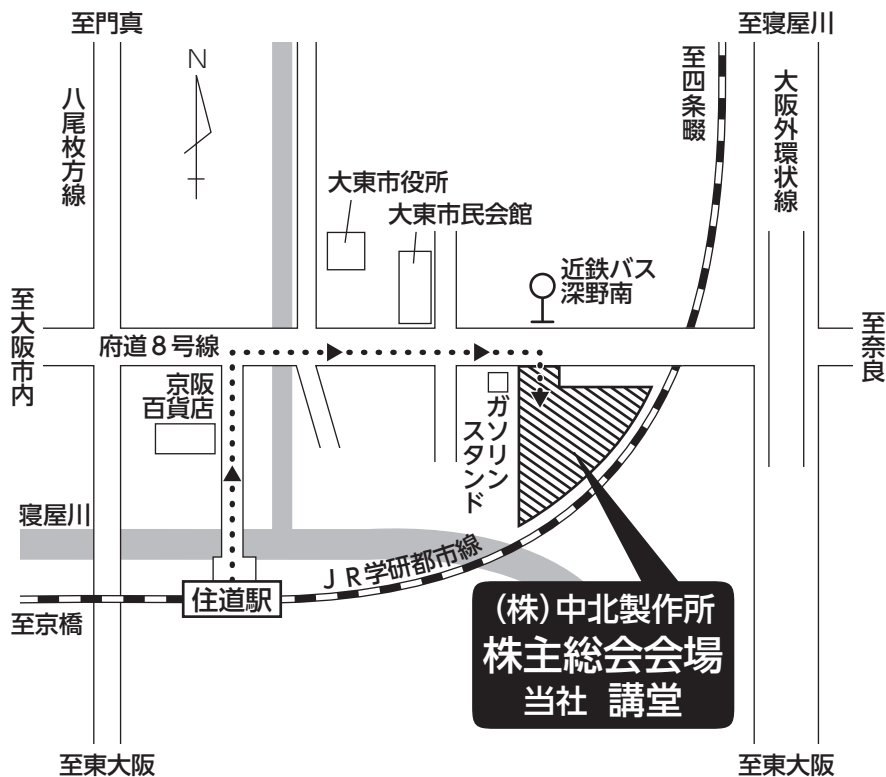 至門真
至寝屋川
N
八尾枚方線
至四条畷
大阪外環状線
大東市役所
大東市民会館
近鉄バス
深野南
至大阪市内
府道8号線
至奈良
京阪
百貨店
ガソリン
スタンド
寝屋川
JR学研都市線
住道駅
至京橋
(株)中北製作所
株主総会会場
当社 講堂
至東大阪
至東大阪